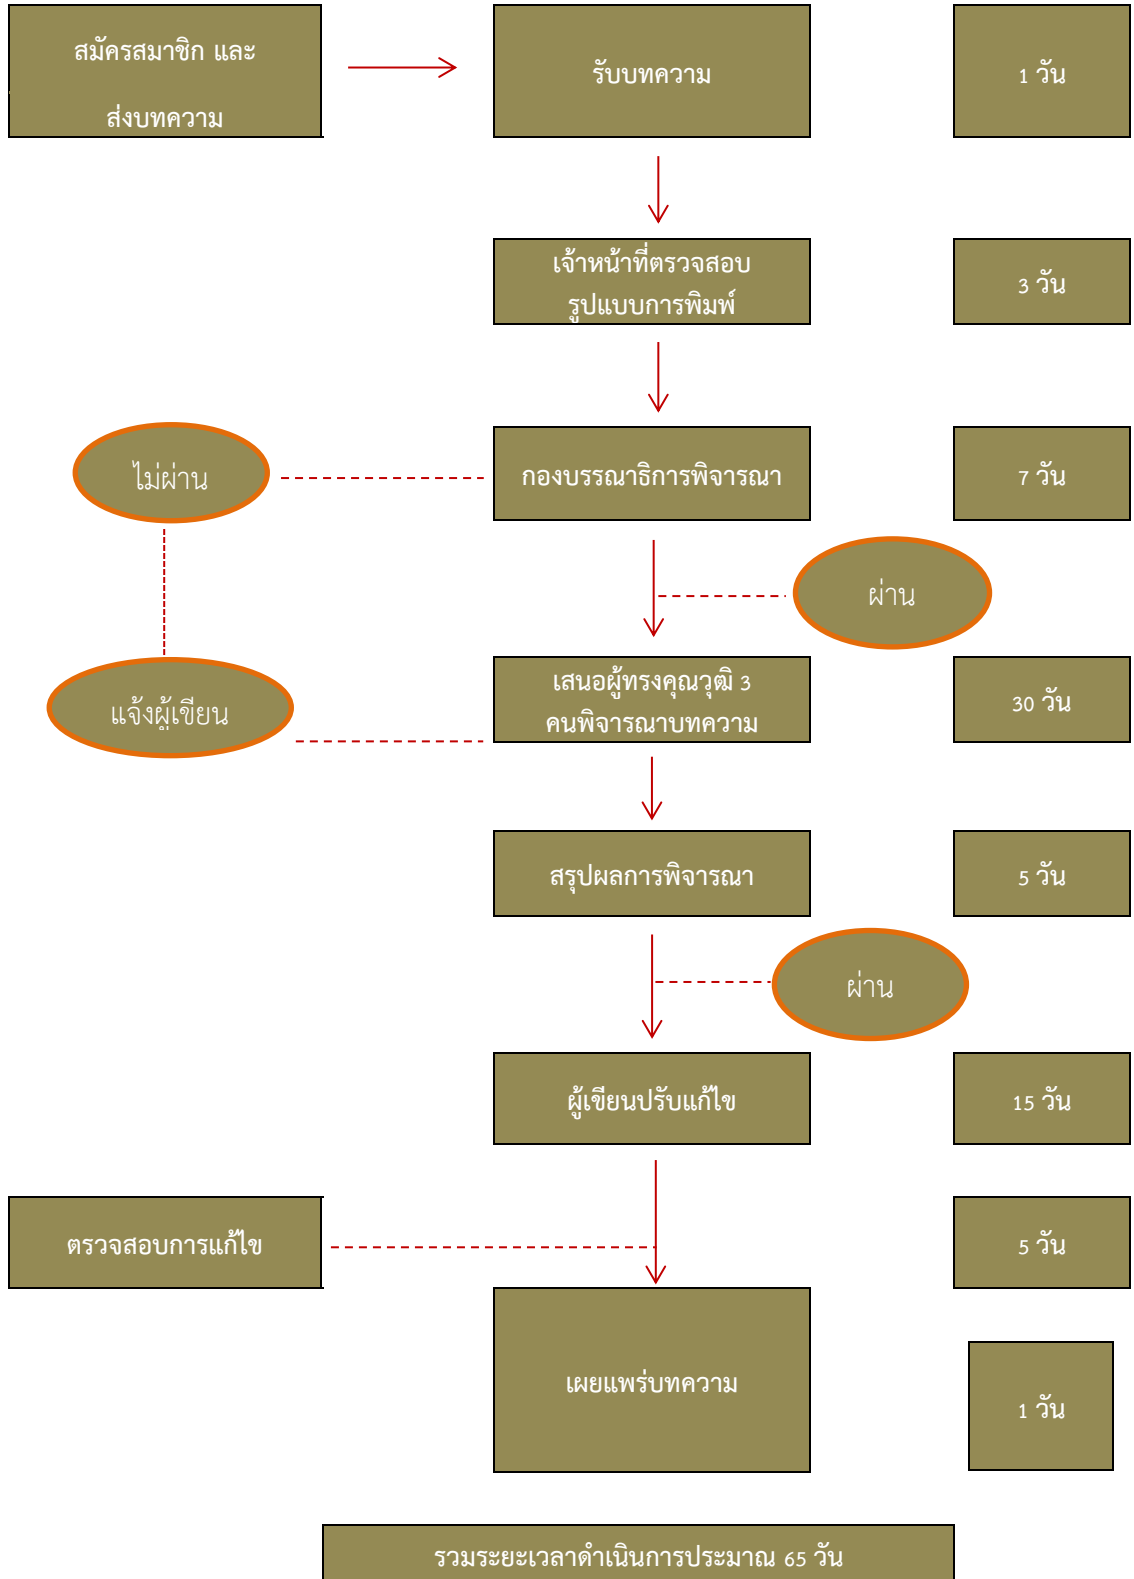 สมัครสมาชิก และ
ส่งบทความ
รับบทความ
1 วัน
เจ้าหน้าที่ตรวจสอบ
รูปแบบการพิมพ์
3 วัน
ไม่ผ่าน
กองบรรณาธิการพิจารณา
7 วัน
ผ่าน
แจ้งผู้เขียน
เสนอผู้ทรงคุณวุฒิ 3
คนพิจารณาบทความ
30 วัน
สรุปผลการพิจารณา
5 วัน
ผ่าน
ผู้เขียนปรับแก้ไข
15 วัน
ตรวจสอบการแก้ไข
5 วัน
เผยแพร่บทความ
1 วัน
รวมระยะเวลาดำเนินการประมาณ 65 วัน